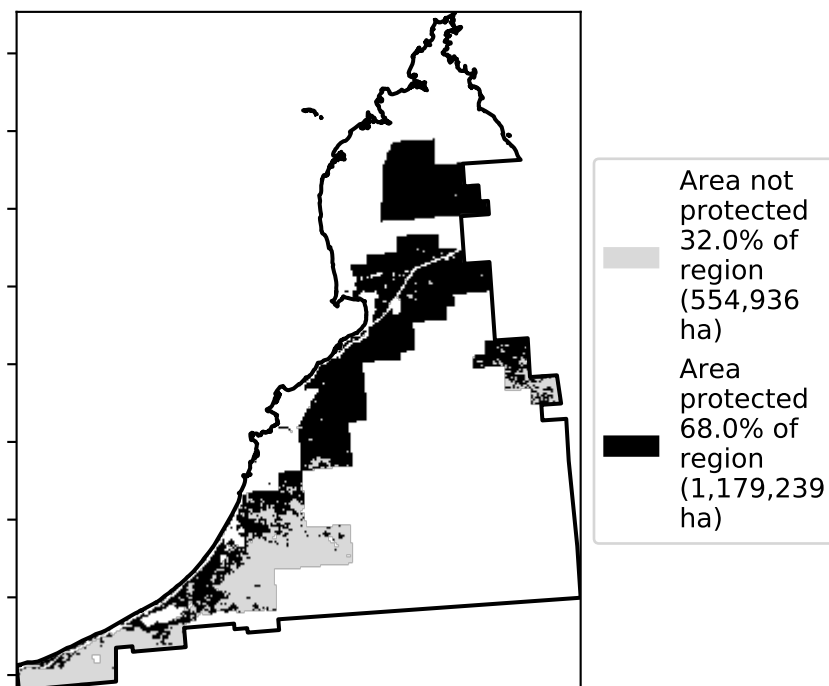 Area not
protected
32.0% of
region
(554,936
ha)
Area
protected
68.0% of
region
(1,179,239
ha)